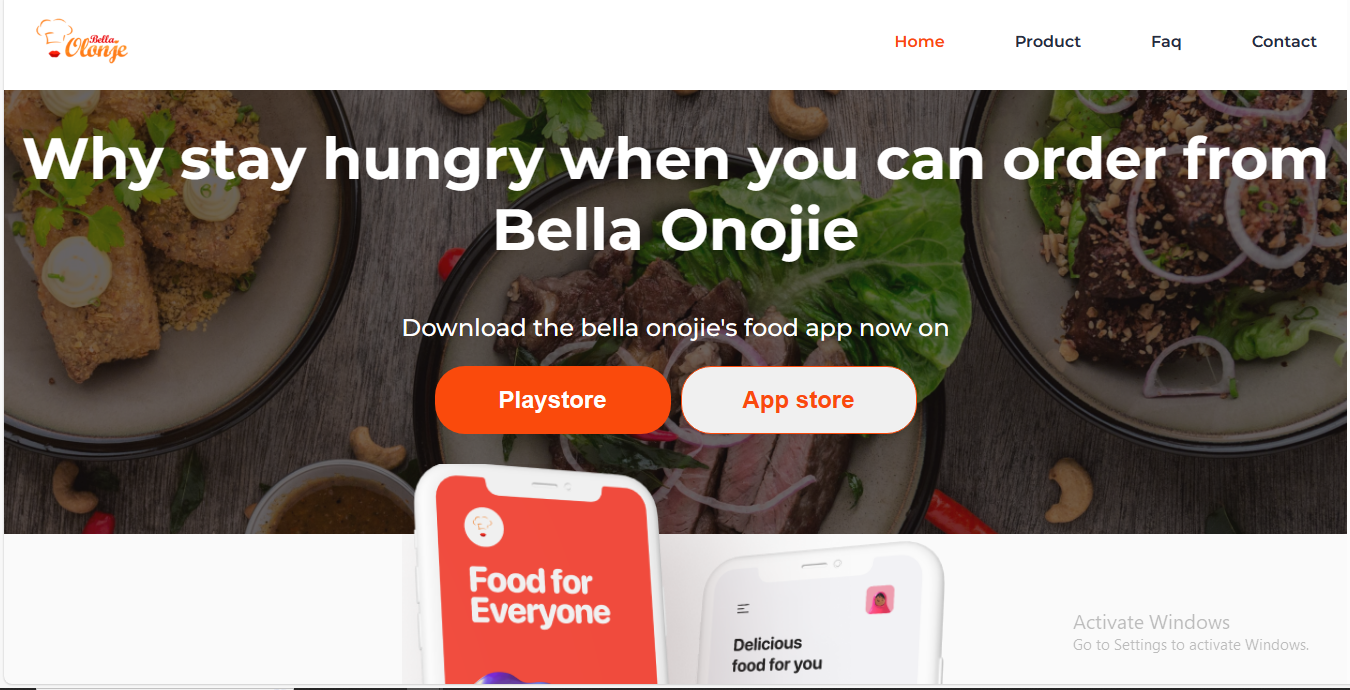 Bella
Olonje
Home
Product
Faq
Contact
Why stay hungry when you can order from
Bella Onojie
Download the bella onojie's food app now on
Playstore
App store
Food for
Everyone
Delicious
food for you
Activate Windows
Go to Settings to activate Windows.